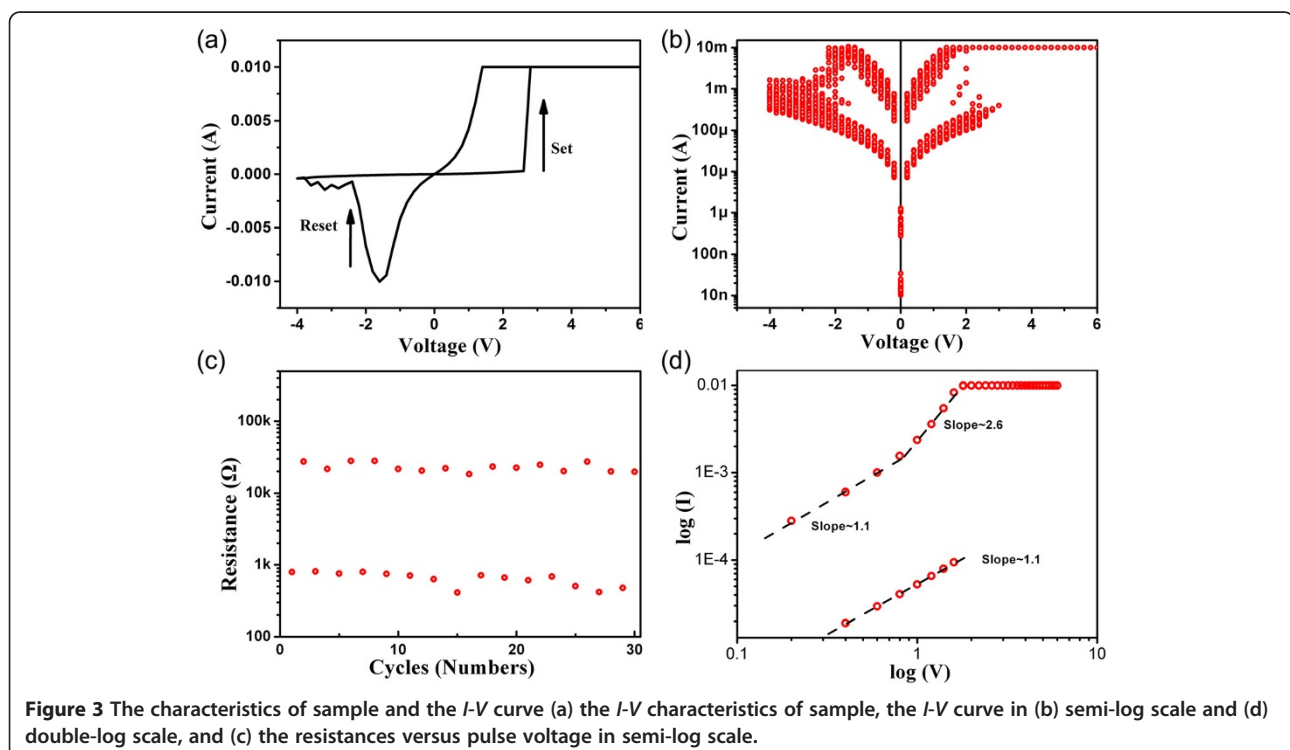 (a)
0.010
0.005
0.000
-0.005
-0.010
Current (A)
Set
Reset
-4 -2 0 2 4 6
Voltage (V)
(b)
10m
1m
100μ
10μ
1μ
100n
10n
Current (A)
-4 -2 0 2 4 6
Voltage (V)
(c)
100k
10k
1k
100
Resistance (Ω)
0 10 20 30
Cycles (Numbers)
(d)
0.01
1E-3
1E-4
log (I)
Slope~2.6
Slope~1.1
Slope~1.1
0.1 1 10
log (V)
Figure 3 The characteristics of sample and the I-V curve (a) the I-V characteristics of sample, the I-V curve in (b) semi-log scale and (d)
double-log scale, and (c) the resistances versus pulse voltage in semi-log scale.